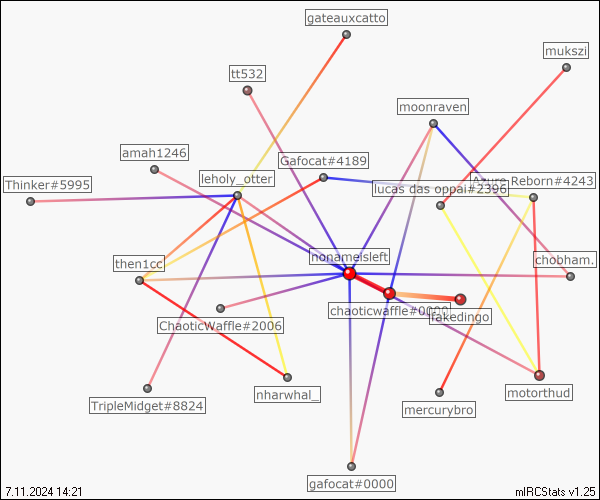 gateauxcatto
mukszi
tt532
moonraven
amah1246
Gafocat#4189
leholy_otter
Thinker#5995
Azure Reborn#4243
lucas das oppai#2396
nonameisleft
then1cc
chobham.
chaoticwaffle#0000
fakedingo
ChaoticWaffle#2006
nharwhal_
motorthud
TripleMidget#8824
mercurybro
gafocat#0000
7.11.2024 14:21
mIRCStats v1.25